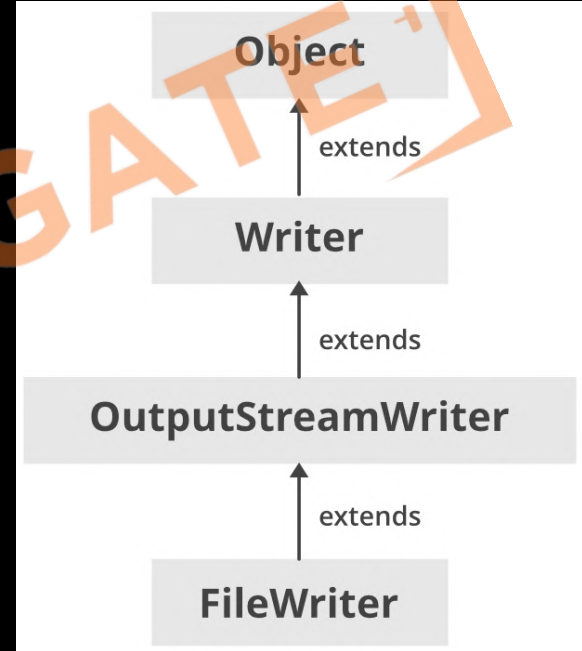 GATE
Object
extends
Writer
extends
OutputStreamWriter
extends
FileWriter